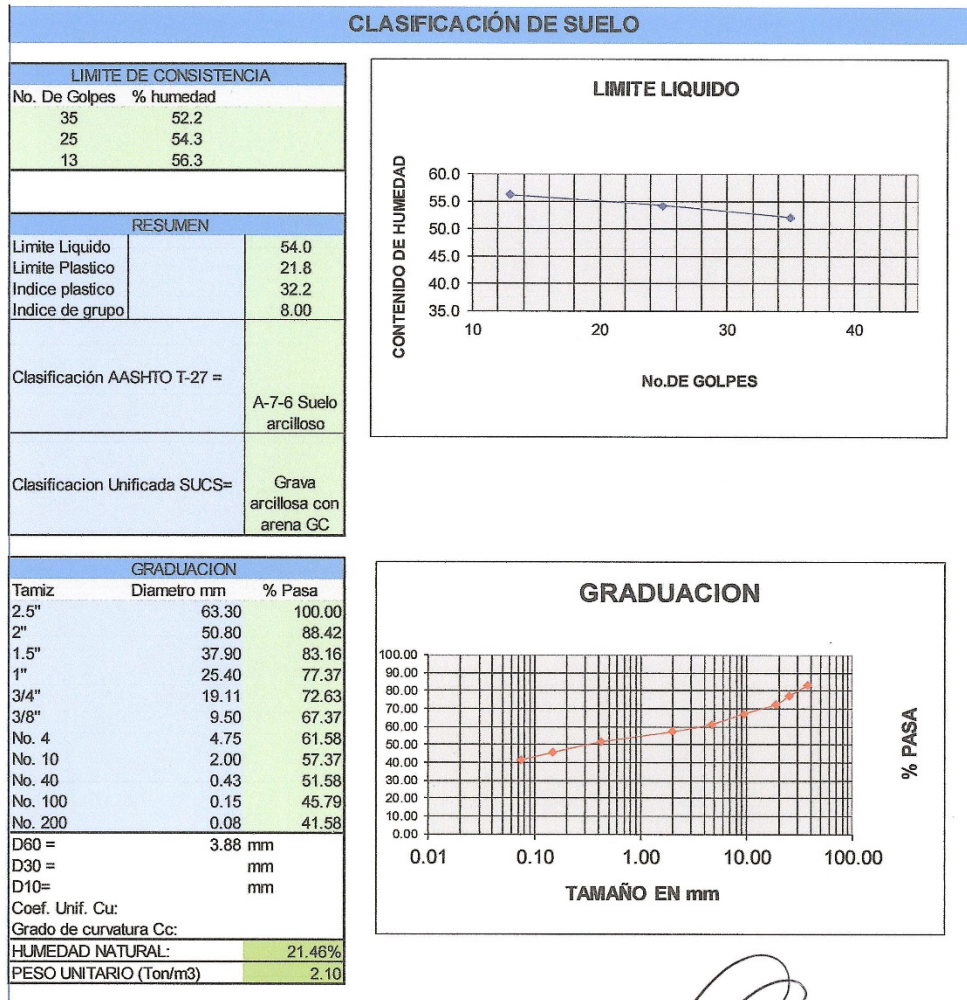 CLASIFICACIÓN DE SUELO
LIMITE DE CONSISTENCIA
No. De Golpes % humedad
35 52.2
25 54.3
13 56.3
RESUMEN
Limite Liquido 54.0
Limite Plastico 21.8
Indice plastico 32.2
Indice de grupo 8.00
Clasificación AASHTO T-27 =
A-7-6 Suelo
arcilloso
Clasificacion Unificada SUCS= Grava
arcillosa con
arena GC
LIMITE LIQUIDO
CONTENIDO DE HUMEDAD
60.0
55.0
50.0
45.0
40.0
35.0
10 20 30 40
No.DE GOLPES
GRADUACION
Tamiz Diametro mm % Pasa
2.5" 63.30 100.00
2" 50.80 88.42
1.5" 37.90 83.16
1" 25.40 77.37
3/4" 19.11 72.63
3/8" 9.50 67.37
No. 4 4.75 61.58
No. 10 2.00 57.37
No. 40 0.43 51.58
No. 100 0.15 45.79
No. 200 0.08 41.58
D60 = 3.88 mm
D30 = mm
D10= mm
Coef. Unif. Cu:
Grado de curvatura Cc:
HUMEDAD NATURAL: 21.46%
PESO UNITARIO (Ton/m3) 2.10
GRADUACION
100.00
90.00
80.00
70.00
60.00
50.00
40.00
30.00
20.00
10.00
0.00
0.01 0.10 1.00 10.00 100.00
TAMAÑO EN mm
% PASA